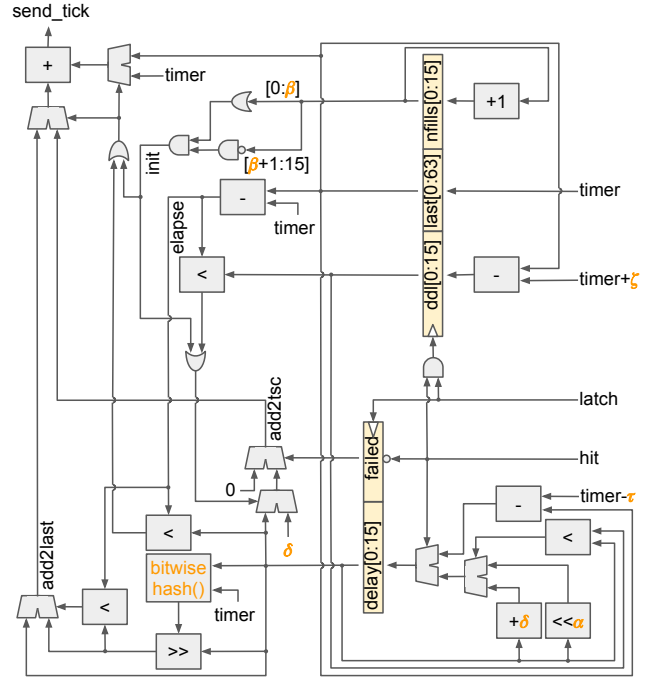 send_tick
+
timer
[0:β]
nfills[0:15]
+1
init
[β+1:15]
last[0:63]
timer
-
timer
elapse
<
ddl[0:15]
-
timer+ζ
latch
add2tsc
failed
hit
0
δ
timer-τ
-
<
<
delay[0:15]
bitwise
hash()
timer
add2last
<
>>
+δ
<<α